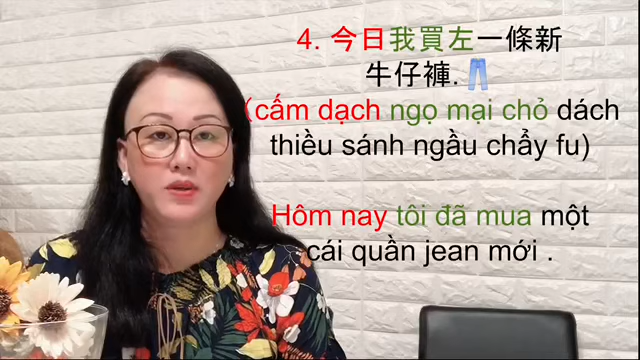 4. 今日我買左一條新
牛仔褲.👖
(cấm dạch ngọ mại chỏ dách
thiều sánh ngầu chẩy fu)
Hôm nay tôi đã mua một
cái quần jean mới .